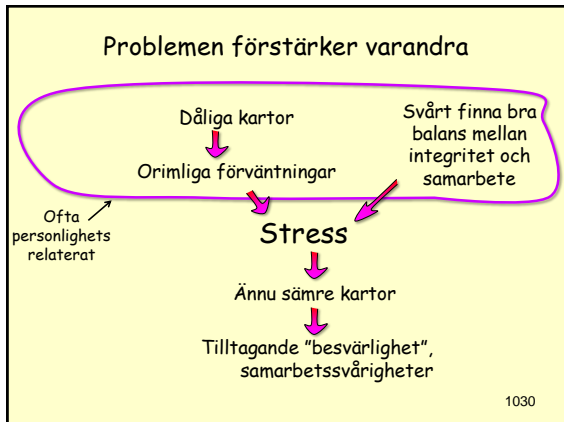 Problemen förstärker varandra
Dåliga kartor
Orimliga förväntningar
Svårt finna bra
balans mellan
integritet och
samarbete
Ofta
personlighets
relaterat
Stress
Ännu sämre kartor
Tilltagande ”besvärlighet”,
samarbetssvårigheter
1030